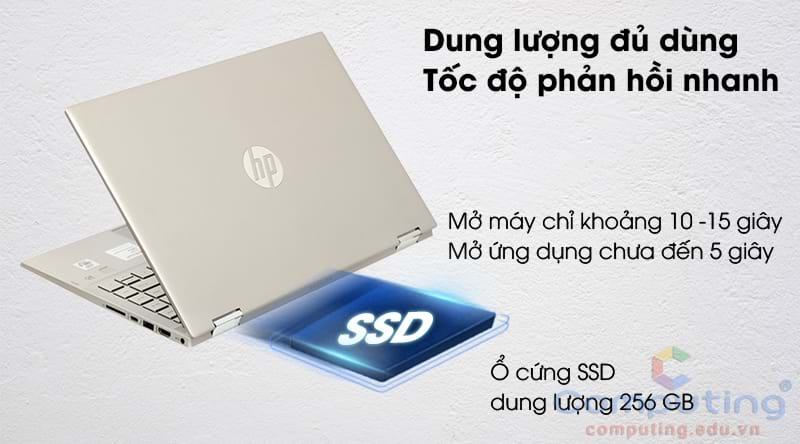 Dung lượng đủ dùng
Tốc độ phản hồi nhanh
hp
Mở máy chỉ khoảng 10 -15 giây
Mở ứng dụng chưa đến 5 giây
SSD
Ổ cứng SSD
dung lượng 256 GB
Computing®
computing.edu.vn